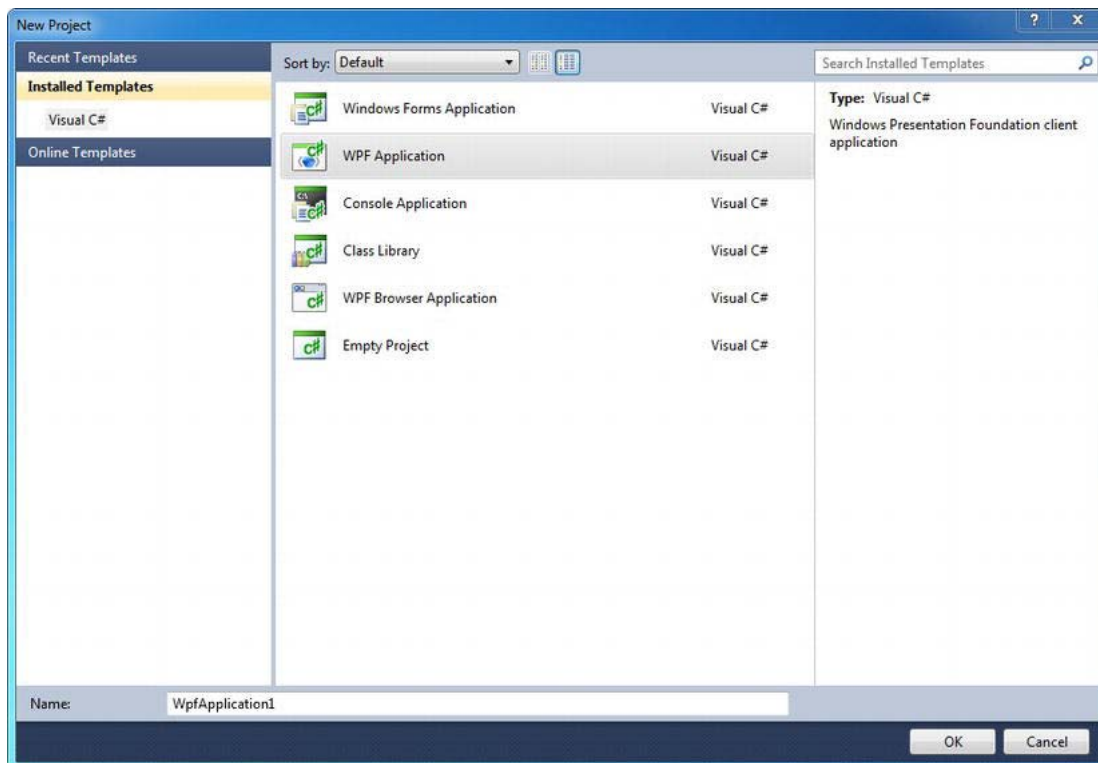 New Project
Recent Templates
Installed Templates
Visual C#
Online Templates
Sort by: Default
Windows Forms Application Visual C#
WPF Application Visual C#
Console Application Visual C#
Class Library Visual C#
WPF Browser Application Visual C#
Empty Project Visual C#
Search Installed Templates
Type: Visual C#
Windows Presentation Foundation client
application
Name: WpfApplication1
OK Cancel